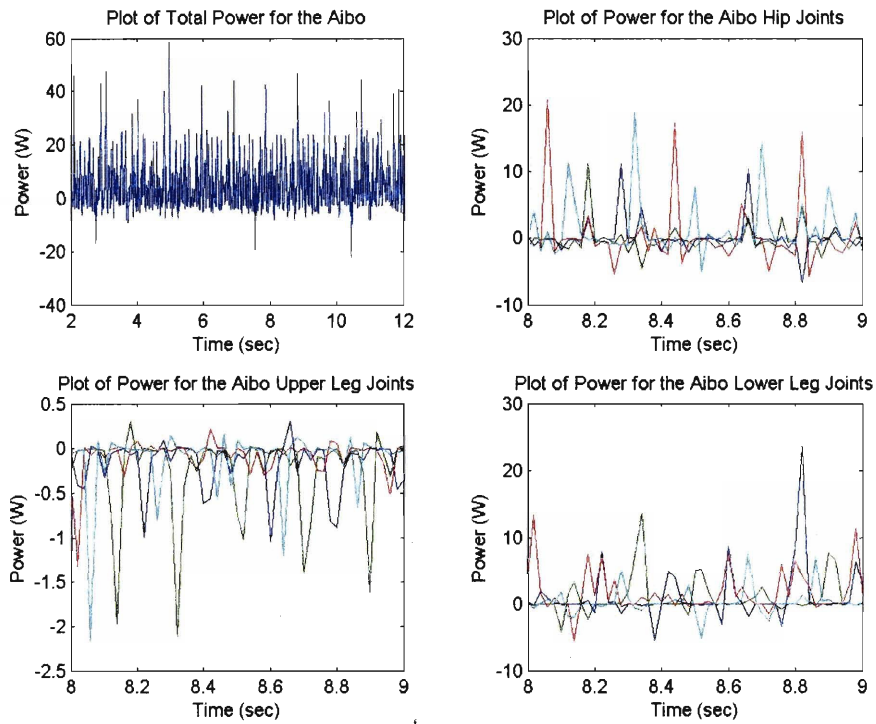 Plot of Total Power for the Aibo
60
40
20
0
-20
-40
Power (W)
2 4 6 8 10 12
Time (sec)
Plot of Power for the Aibo Hip Joints
30
20
10
0
-10
Power (W)
8 8.2 8.4 8.6 8.8 9
Time (sec)
Plot of Power for the Aibo Upper Leg Joints
0.5
0
-0.5
-1
-1.5
-2
-2.5
Power (W)
8 8.2 8.4 8.6 8.8 9
Time (sec)
Plot of Power for the Aibo Lower Leg Joints
30
20
10
0
-10
Power (W)
8 8.2 8.4 8.6 8.8 9
Time (sec)